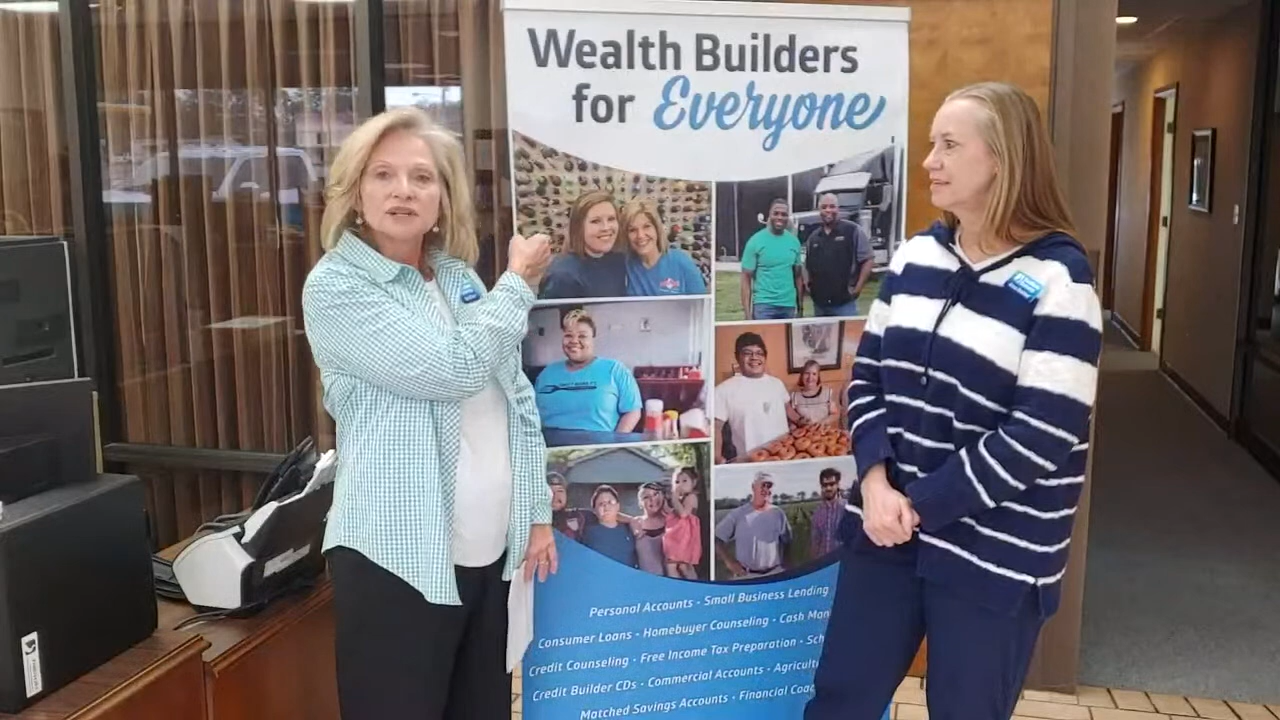 Wealth Builders
for Everyone
Personal Accounts - Small Business Lending
Consumer Loans - Homebuyer Counseling - Cash
Credit Counseling - Free Income Tax Preparation -
Credit Builder CDs - Commercial Accounts -
Matched Savings Accounts - Financial